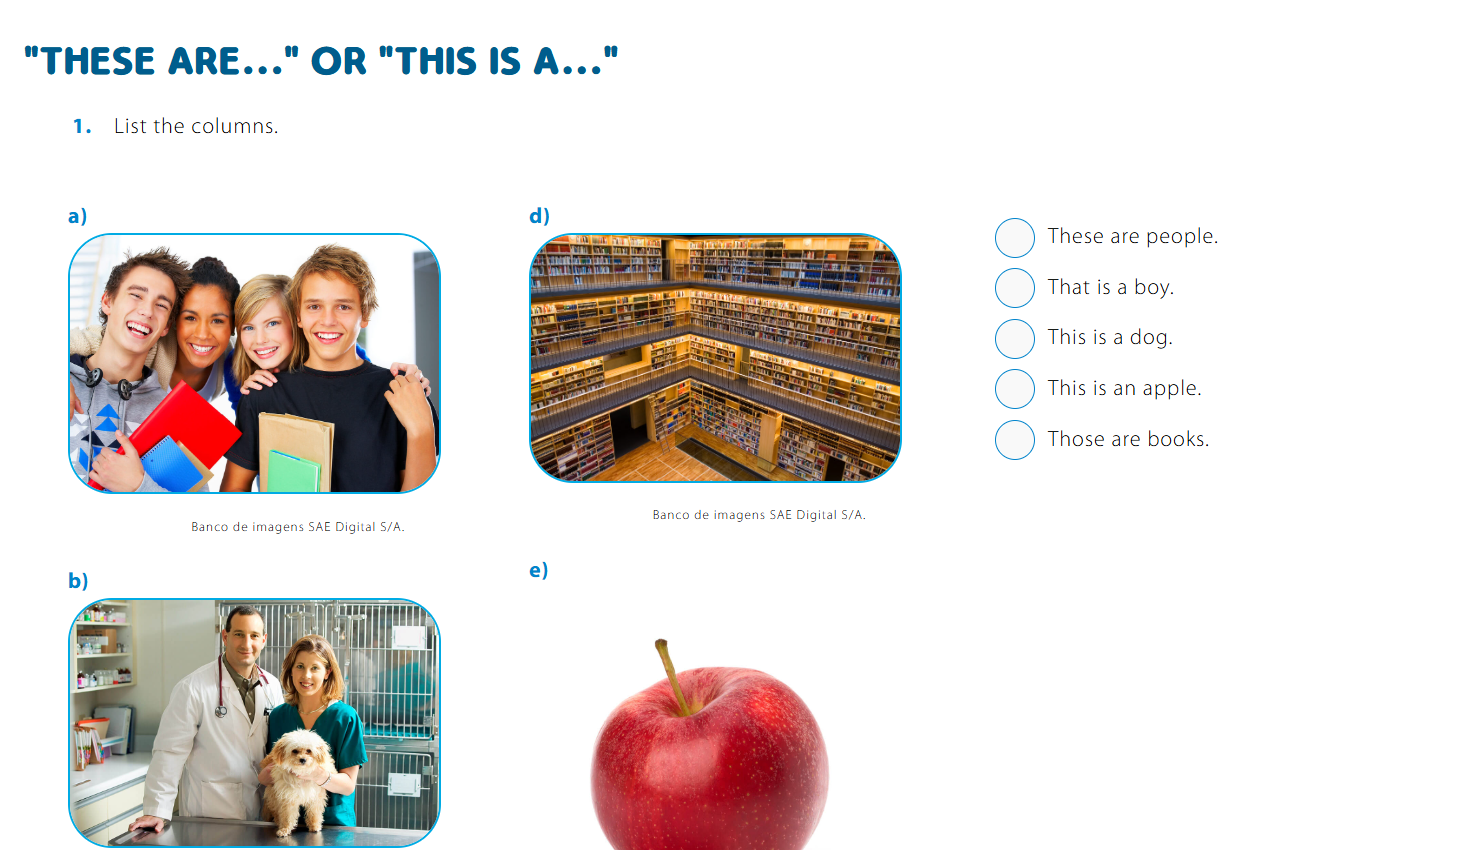 "THESE ARE..." OR "THIS IS A..."
1. List the columns.
a)
Banco de imagens SAE Digital S/A.
b)
d)
Banco de imagens SAE Digital S/A.
e)
These are people.
That is a boy.
This is a dog.
This is an apple.
Those are books.